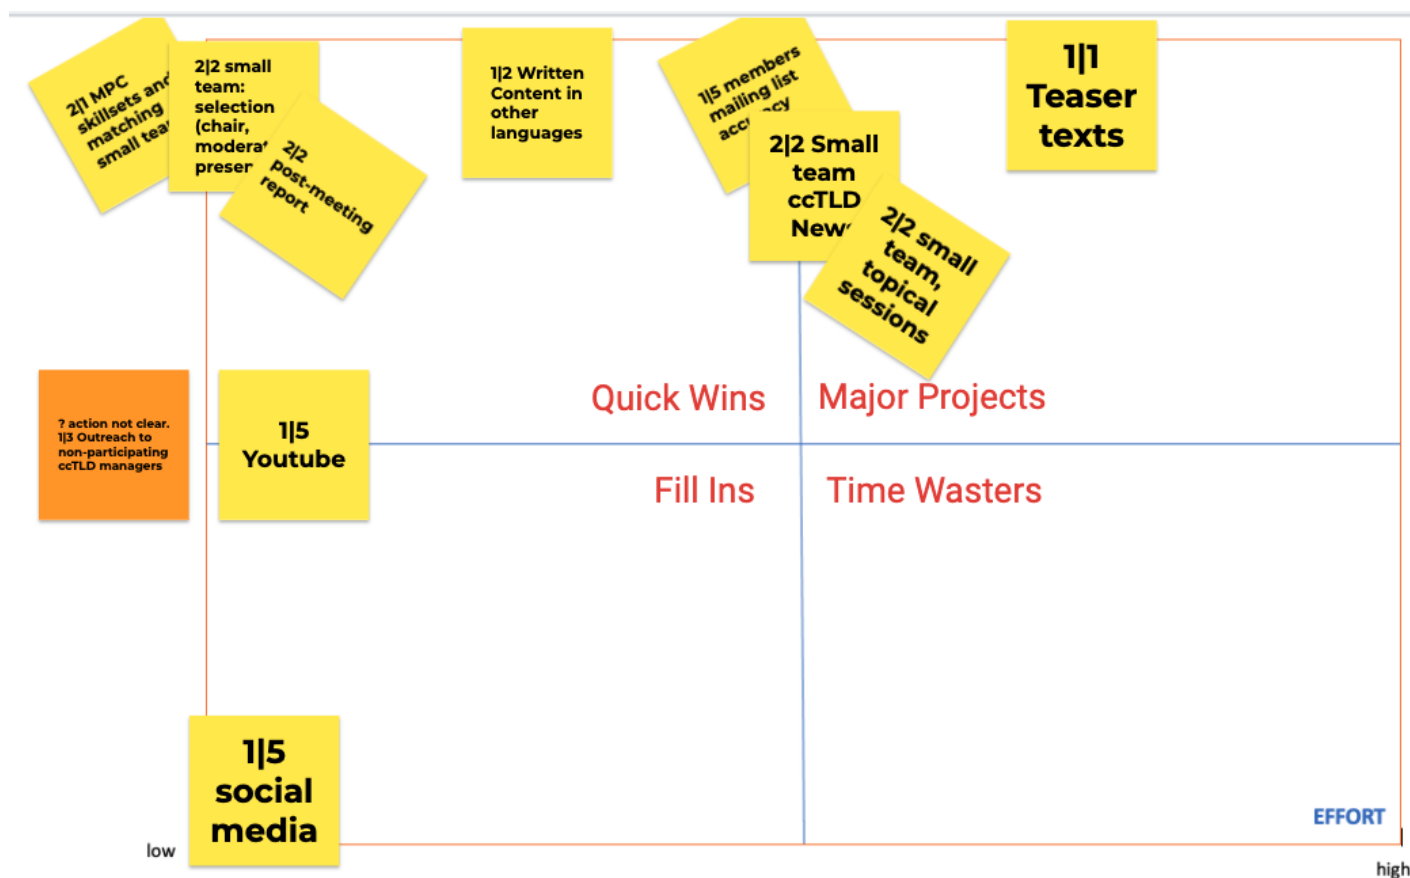 2|1 MPC
skillsets and
matching
small
2|2 small
team:
selection
(chair,
2|2
post-meeting
report
1|2 Written
Content in
other
languages
1|5 members
mailing list
2|2 Small
team
ccTLD
News
2|2 small
team,
topical
sessions
1|1
Teaser
texts
? action not clear.
1|3 Outreach to
non-participating
ccTLD managers
1|5
Youtube
Quick Wins
Major Projects
Fill Ins
Time Wasters
1|5
social
media
EFFORT
low
high